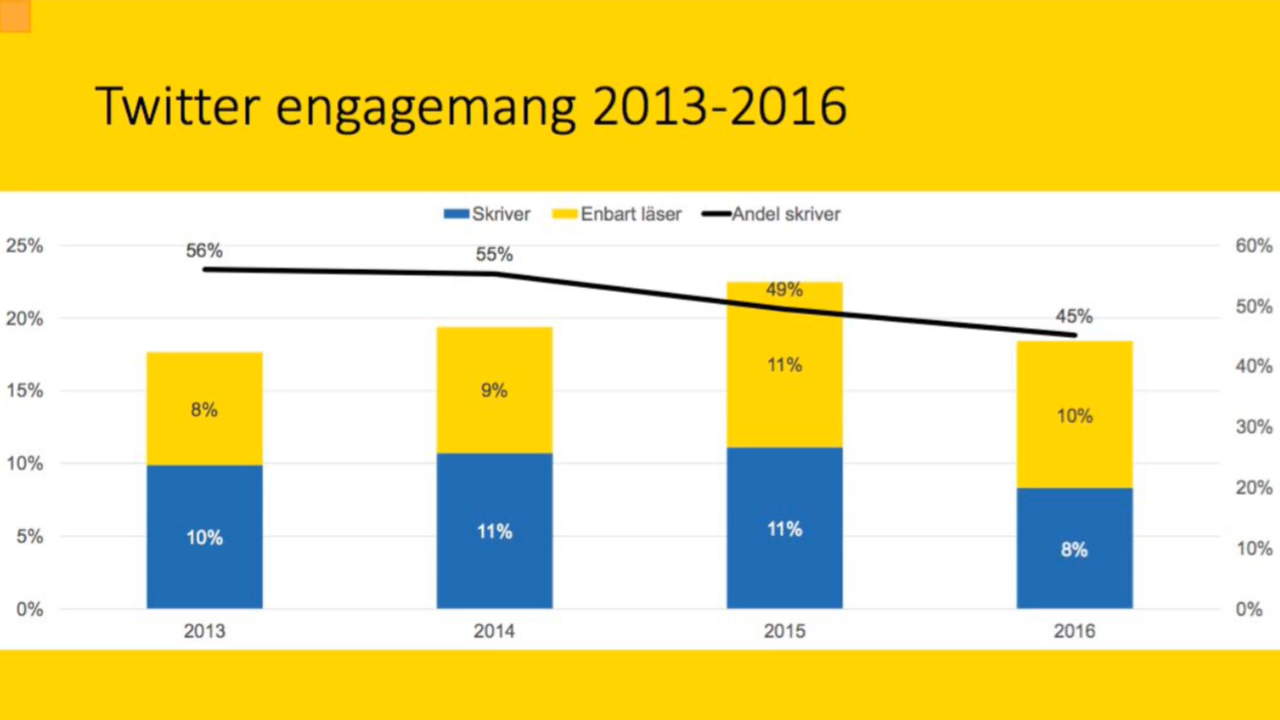 Twitter engagemang 2013-2016
Skriver Enbart läser Andel skriver
25% 56% 55% 60%
49%
20% 45% 50%
11% 40%
15% 8% 9% 10%
30%
10% 20%
5% 10% 11% 11% 8% 10%
0% 0%
2013 2014 2015 2016